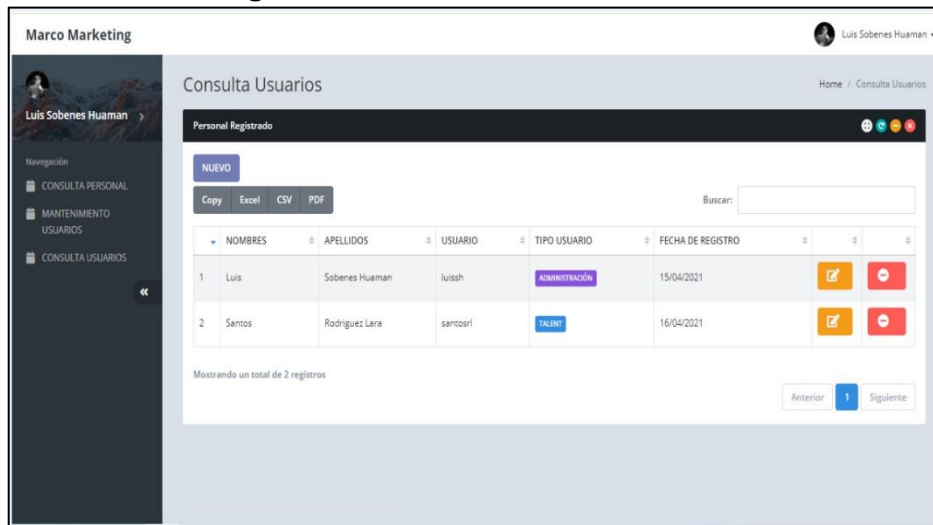 Marco Marketing
Luis Sobenes Huaman
Luis Sobenes Huaman
Navegación
CONSULTA PERSONAL
MANTENIMIENTO
USUARIOS
CONSULTA USUARIOS
«
Consulta Usuarios
Home / Consulta Usuarios
Personal Registrado
NUEVO
Copy Excel CSV PDF
Buscar:
NOMBRES APELLIDOS USUARIO TIPO USUARIO FECHA DE REGISTRO
1 Luis Sobenes Huaman luissh ADMINISTRACIÓN 15/04/2021
2 Santos Rodriguez Lara santosrl TALENT 16/04/2021
Mostrando un total de 2 registros
Anterior 1 Siguiente